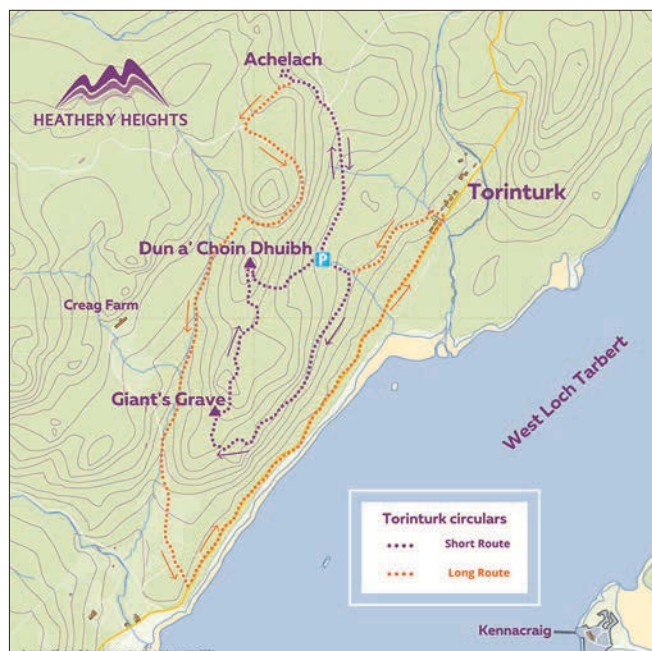 Achelach
HEATHERY HEIGHTS
Torinturk
Dun a' Choin Dhuibh
P
Creag Farm
Giant's Grave
West Loch Tarbert
Torinturk circulars
Short Route
Long Route
Kennacraig